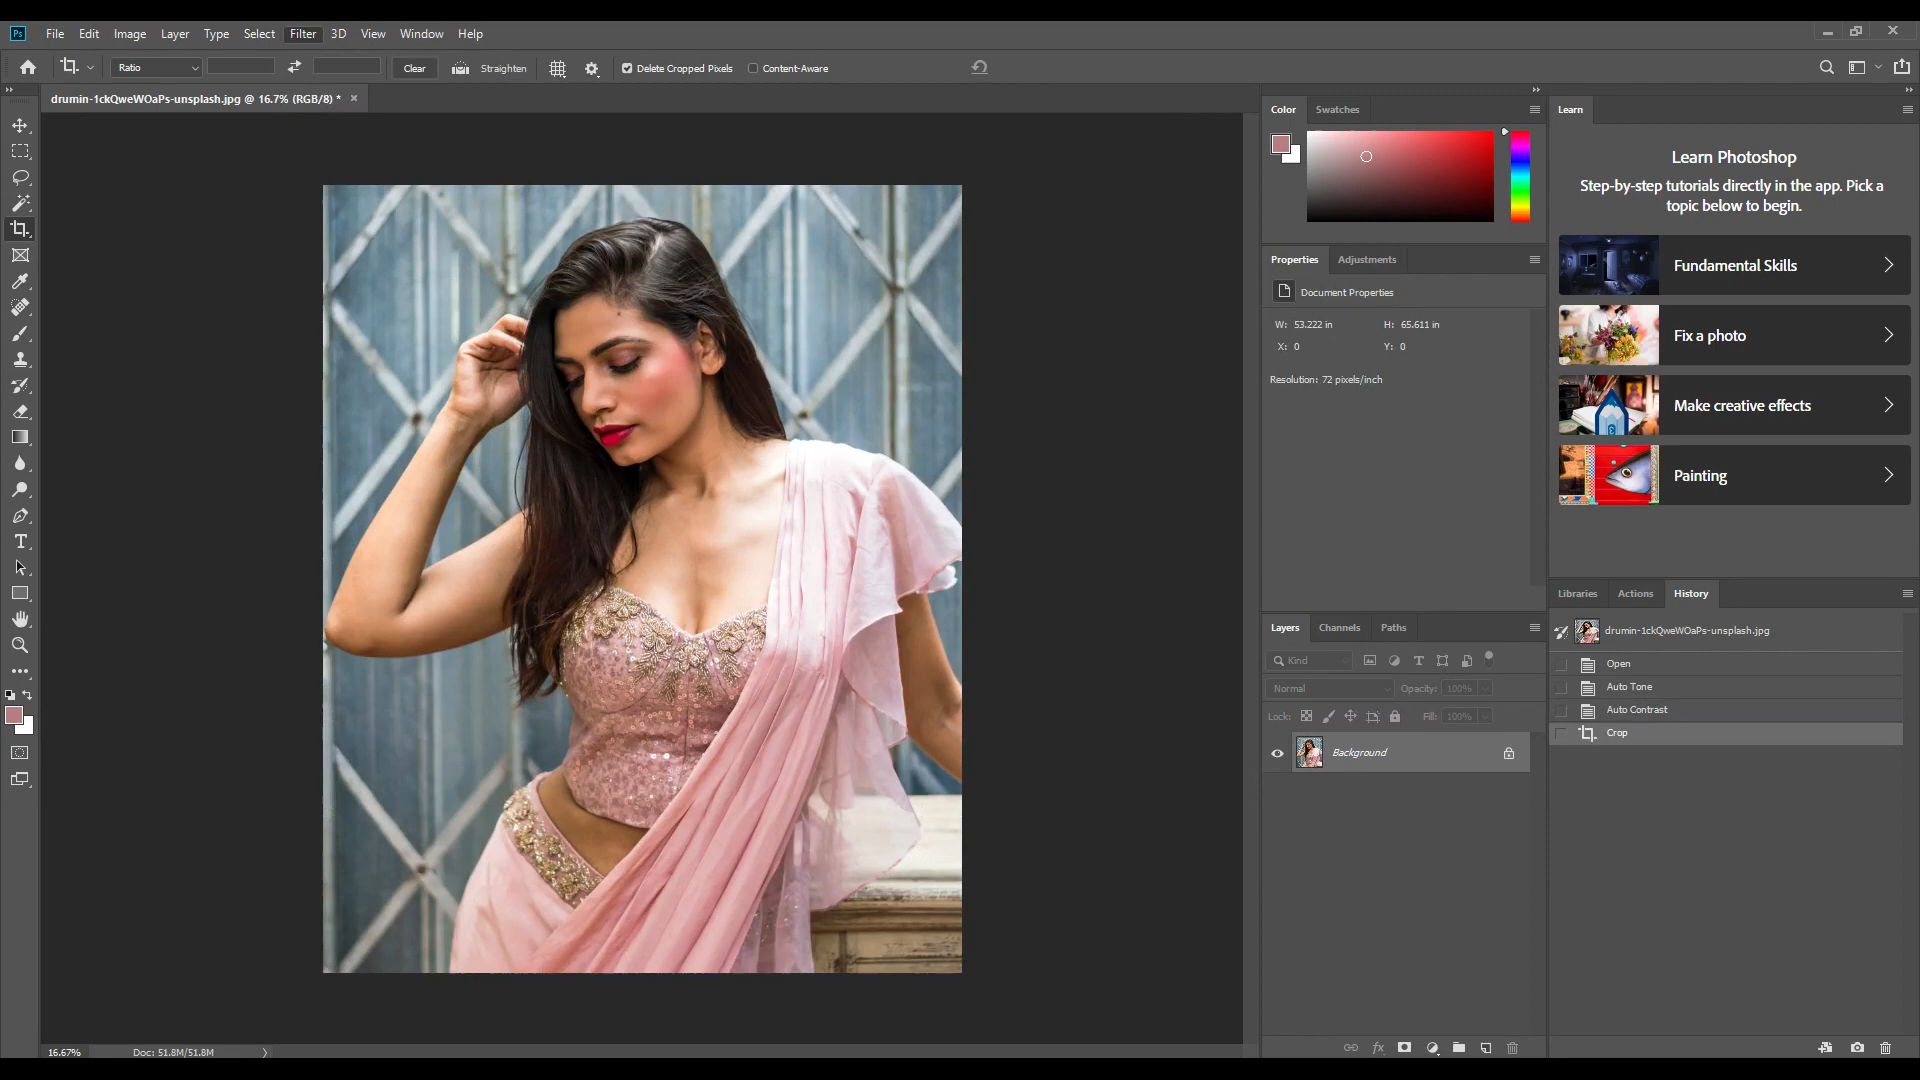 Ps File Edit Image Layer Type Select Filter 3D View Window Help
Ratio Clear Straighten Delete Cropped Pixels Content-Aware
drumin-1ckQweWOaPs-unsplash.jpg @ 16.7% (RGB/8) * ×
Color Swatches
Properties Adjustments
Document Properties
W: 53.222 in H: 65.611 in
X: 0 Y: 0
Resolution: 72 pixels/inch
Layers Channels Paths
Kind
Normal Opacity: 100%
Lock: Fill: 100%
Background
fx
Learn
Learn Photoshop
Step-by-step tutorials directly in the app. Pick a
topic below to begin.
Fundamental Skills
Fix a photo
Make creative effects
Painting
Libraries Actions History
drumin-1ckQweWOaPs-unsplash.jpg
Open
Auto Tone
Auto Contrast
Crop
16.67% Doc: 51.8M/51.8M